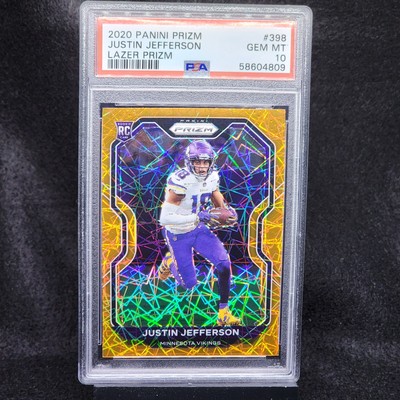 2020 PANINI PRIZM #398
JUSTIN JEFFERSON GEM MT
LAZER PRIZM PSA 10
58604809
RC
PANINI
PRIZM
18
JUSTIN JEFFERSON
MINNESOTA VIKINGS